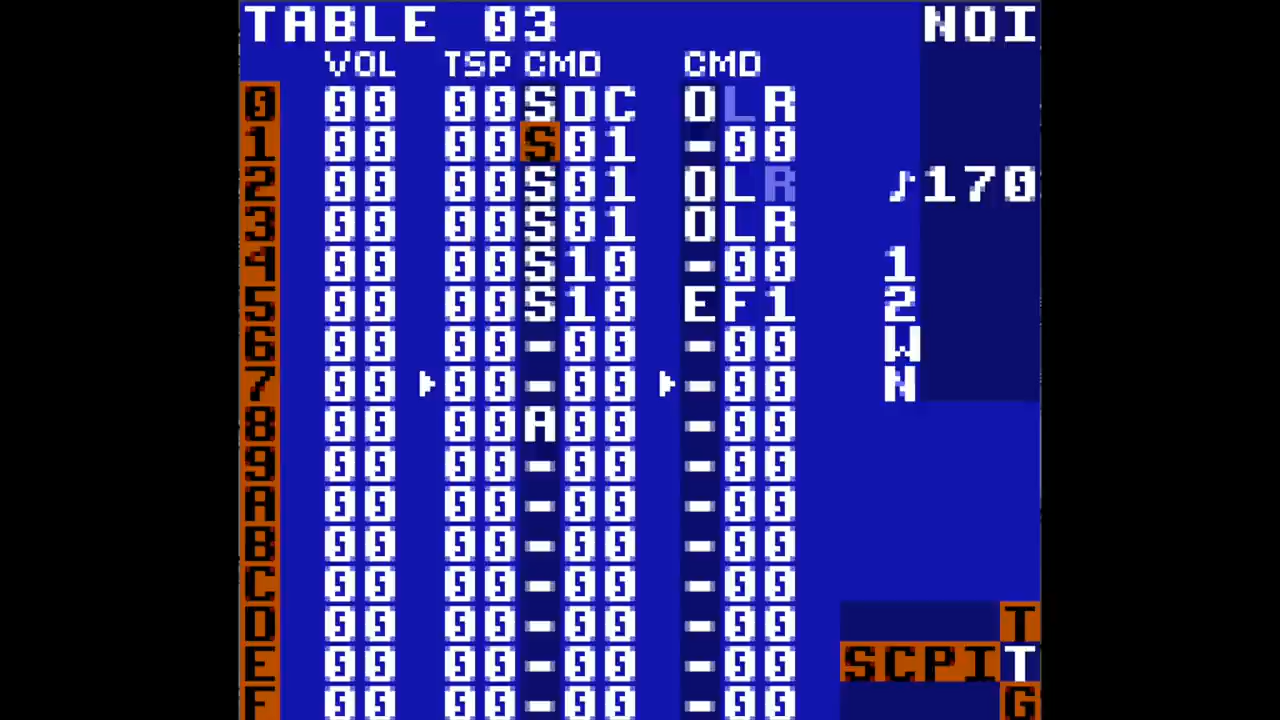 TABLE 03 NOI
VOL TSP CMD CMD
0 00 00 SDC OLR
1 00 00 S01 -00
2 00 00 S01 OLR ♪170
3 00 00 S01 OLR
4 00 00 S10 -00 1
5 00 00 S10 EF1 2
6 00 00 -00 -00 W
7 00 00 -00 -00 N
8 00 00 A00 -00
9 00 00 -00 -00
A 00 00 -00 -00
B 00 00 -00 -00
C 00 00 -00 -00
D 00 00 -00 -00 T
E 00 00 -00 -00 SCPIT
F 00 00 -00 -00 G